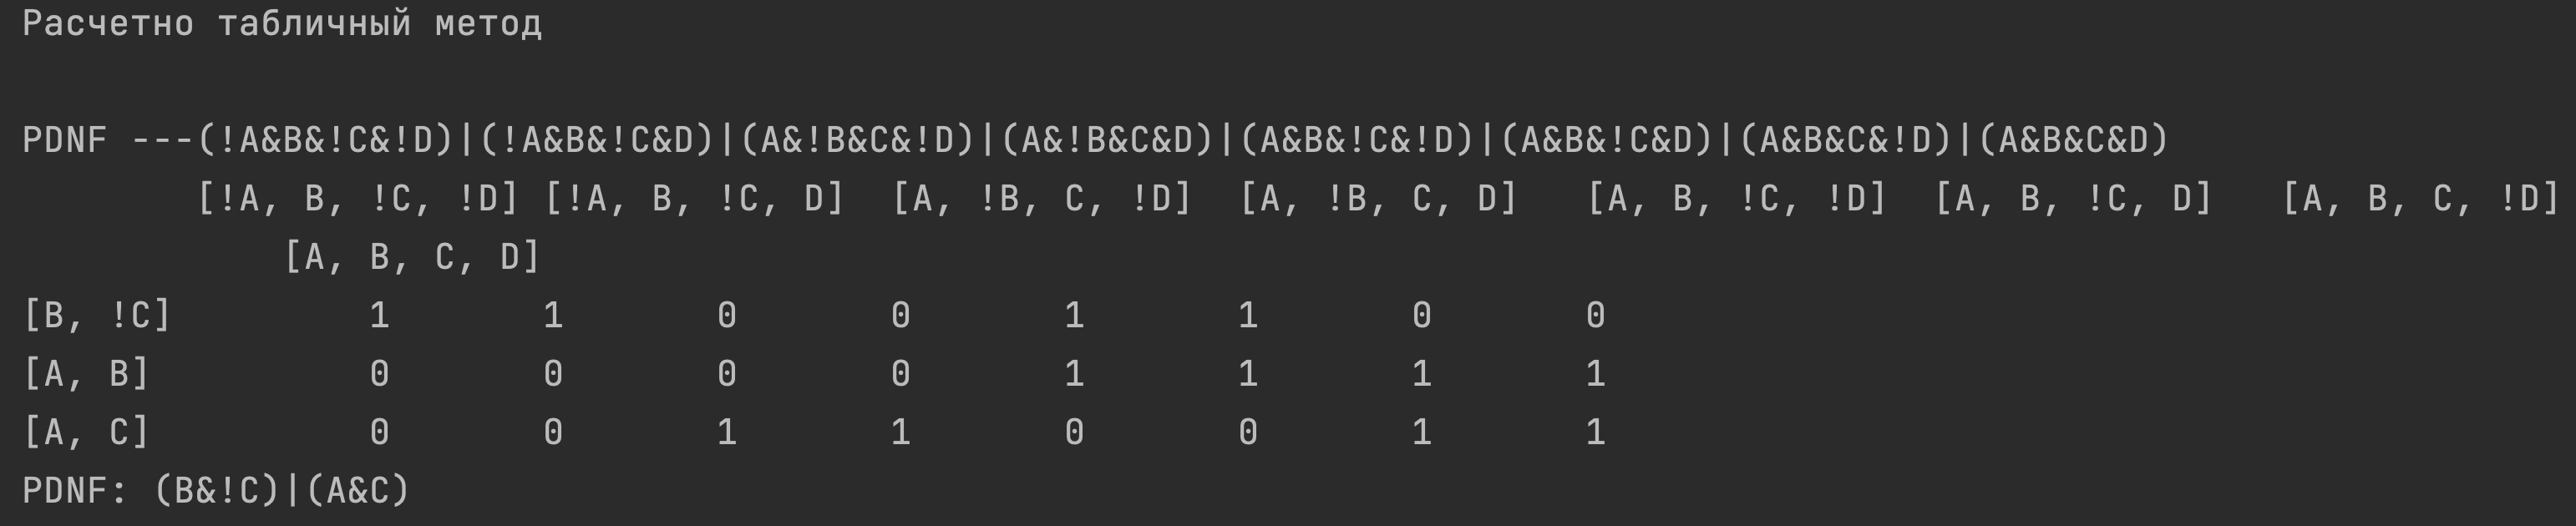 Расчетно табличный метод
PDNF ---(!A&B&!C&!D)|(!A&B&!C&D)|(A&!B&C&!D)|(A&!B&C&D)|(A&B&!C&!D)|(A&B&!C&D)|(A&B&C&!D)|(A&B&C&D)
[!A, B, !C, !D] [!A, B, !C, D] [A, !B, C, !D] [A, !B, C, D] [A, B, !C, !D] [A, B, !C, D] [A, B, C, !D]
[A, B, C, D]
[B, !C] 1 1 0 0 1 1 0 0
[A, B] 0 0 0 0 1 1 1 1
[A, C] 0 0 1 1 0 0 1 1
PDNF: (B&!C)|(A&C)